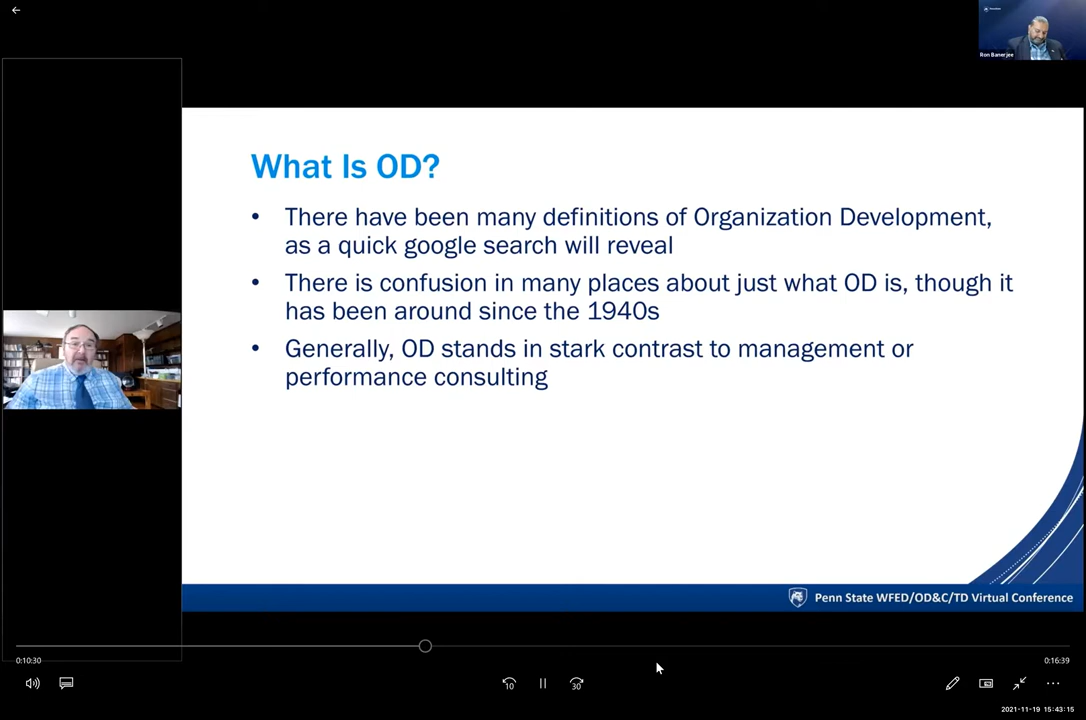 Ron Banerjee
What Is OD?
• There have been many definitions of Organization Development,
as a quick google search will reveal
• There is confusion in many places about just what OD is, though it
has been around since the 1940s
• Generally, OD stands in stark contrast to management or
performance consulting
Penn State WFED/OD&C/TD Virtual Conference
0:10:30
0:16:39
10
30
2021-11-19 15:43:15